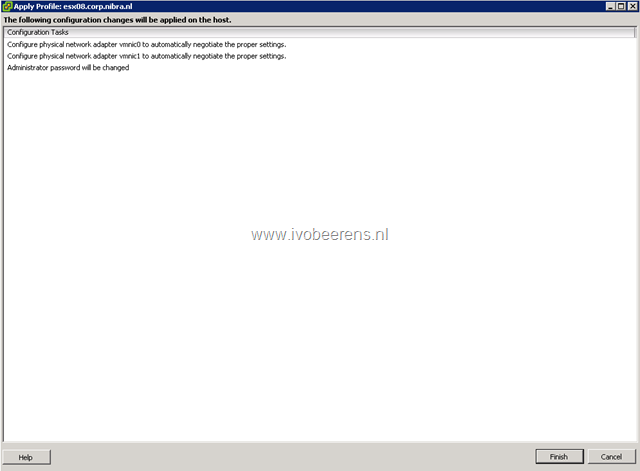 Apply Profile: esx08.corp.nibra.nl
The following configuration changes will be applied on the host.
Configuration Tasks
Configure physical network adapter vmnic0 to automatically negotiate the proper settings.
Configure physical network adapter vmnic1 to automatically negotiate the proper settings.
Administrator password will be changed
www.ivobeerens.nl
Help
Finish
Cancel